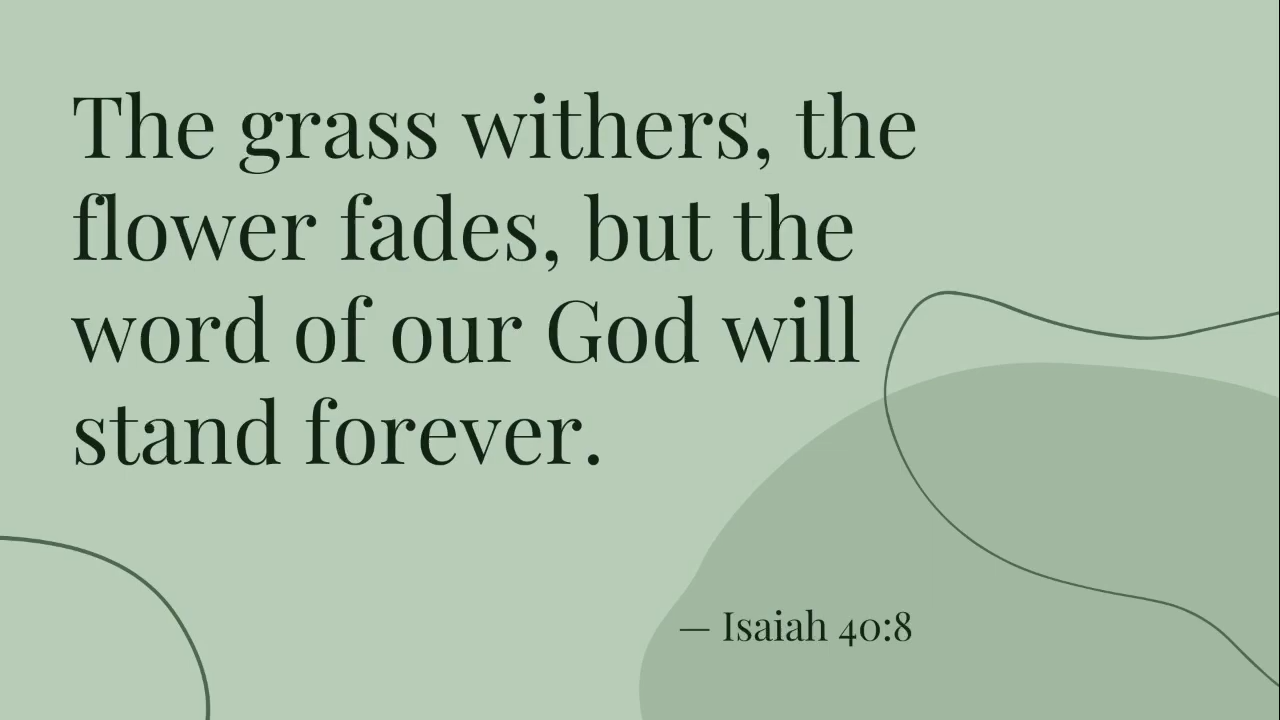 The grass withers, the
flower fades, but the
word of our God will
stand forever.
— Isaiah 40:8